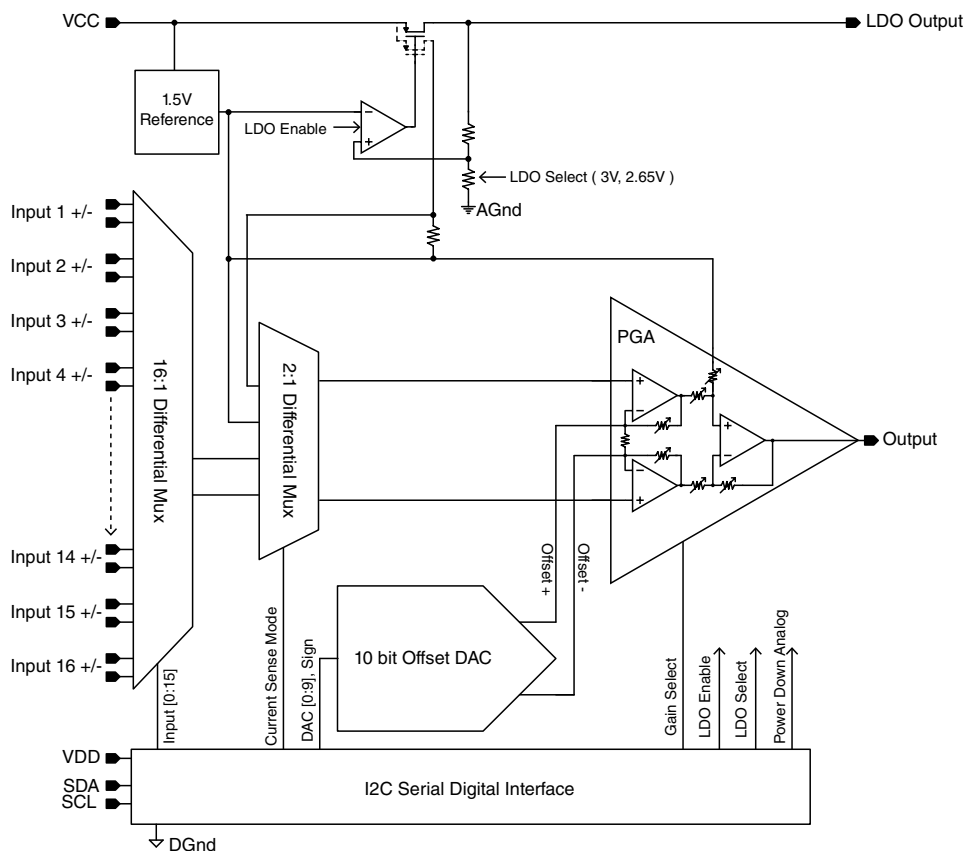 VCC
LDO Output
1.5V
Reference
LDO Enable
−
+
LDO Select ( 3V, 2.65V )
AGnd
Input 1 +/-
Input 2 +/-
Input 3 +/-
Input 4 +/-
Input 14 +/-
Input 15 +/-
Input 16 +/-
16:1 Differential Mux
2:1 Differential Mux
PGA
+
−
−
+
+
−
Output
Offset +
Offset -
10 bit Offset DAC
Input [0:15]
Current Sense Mode
DAC [0:9], Sign
Gain Select
LDO Enable
LDO Select
Power Down Analog
VDD
SDA
SCL
I2C Serial Digital Interface
DGnd